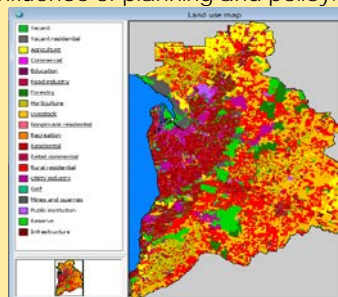 nfluence of planning and policy
Land use map
Vacant
Vacant residential
Agriculture
Commercial
Education
Food industry
Forestry
Horticulture
Livestock
Nonprivate residential
Recreation
Residential
Retail commercial
Rural residential
Utility industry
Golf
Mines and quarries
Public institution
Reserve
Infrastructure